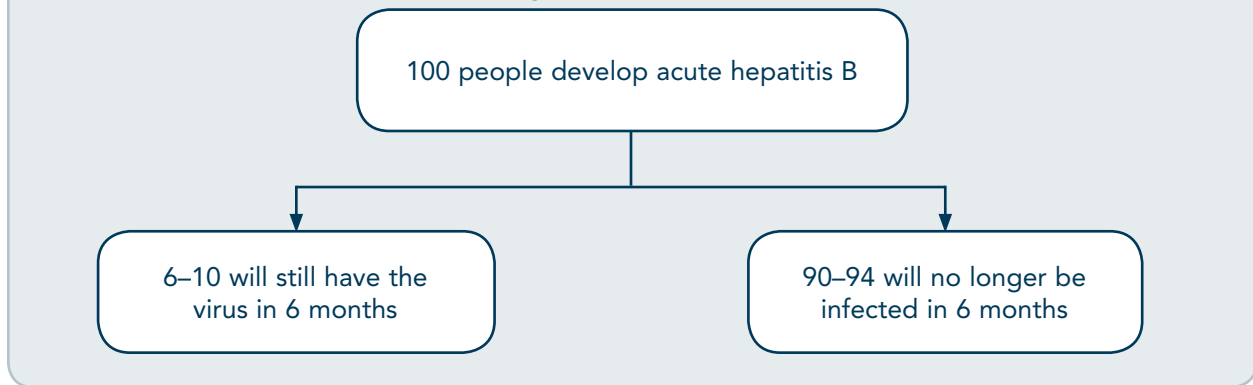 100 people develop acute hepatitis B
6–10 will still have the
virus in 6 months
90–94 will no longer be
infected in 6 months